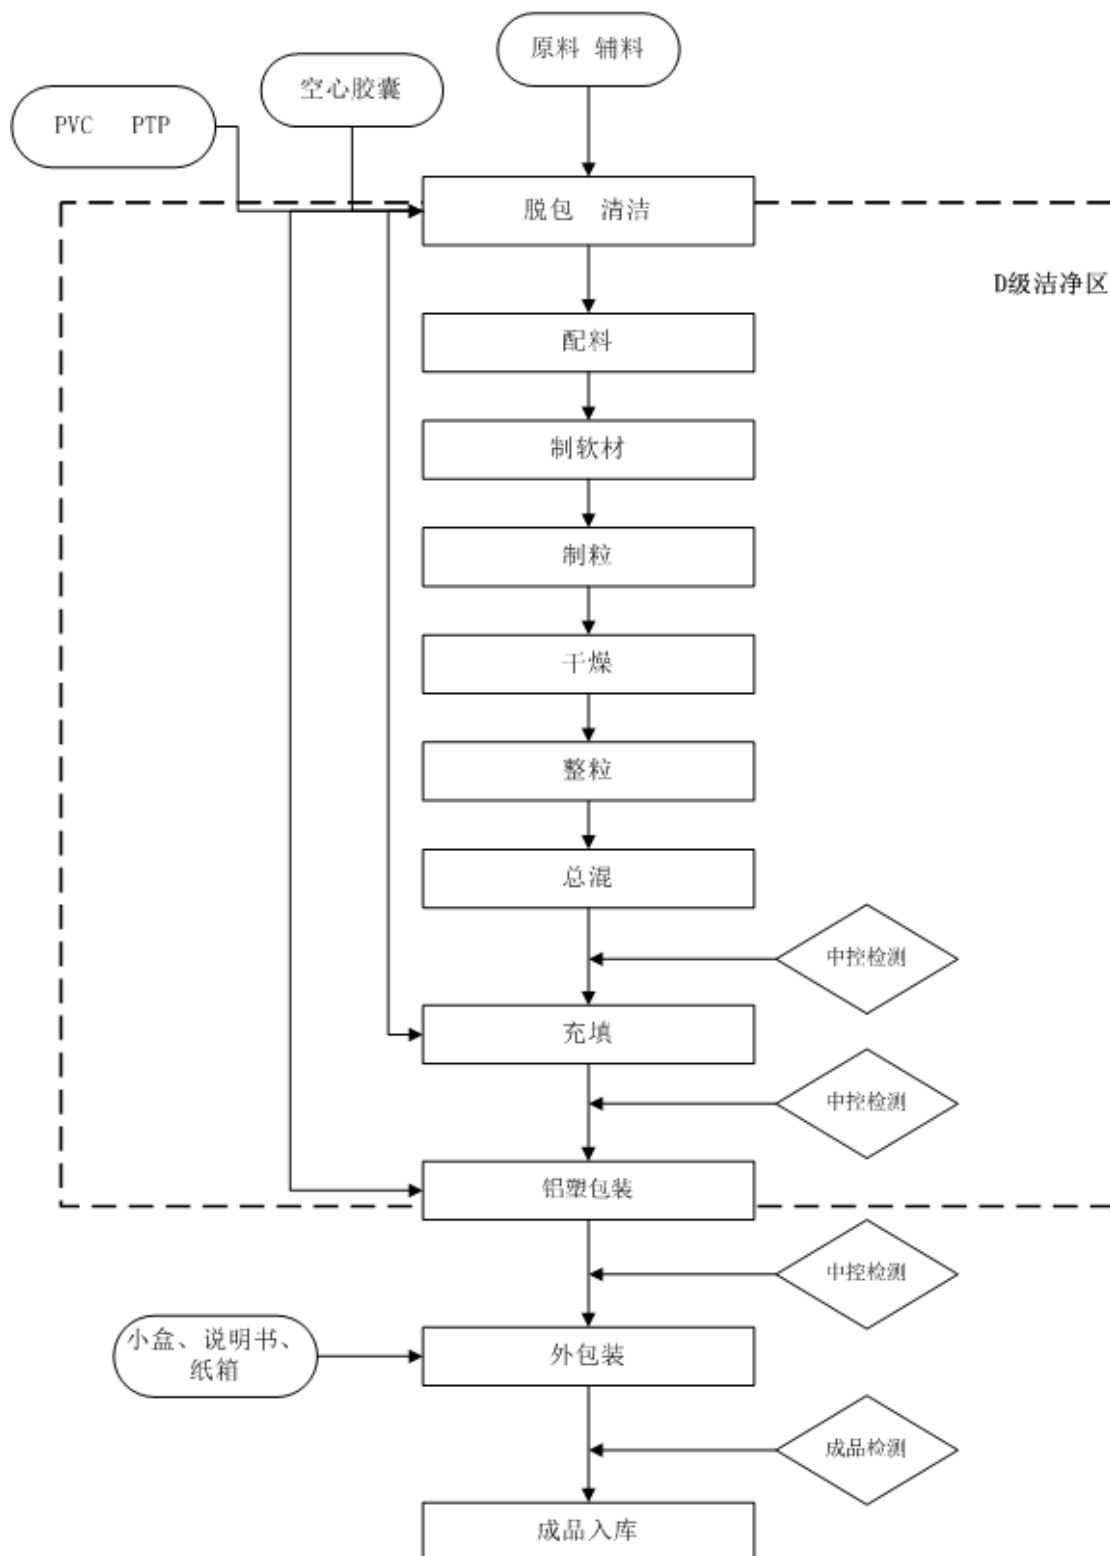 原料 辅料
空心胶囊
PVC PTP
脱包 清洁
D级洁净区
配料
制软材
制粒
干燥
整粒
总混
中控检测
充填
中控检测
铝塑包装
中控检测
小盒、说明书、
纸箱
外包装
成品检测
成品入库